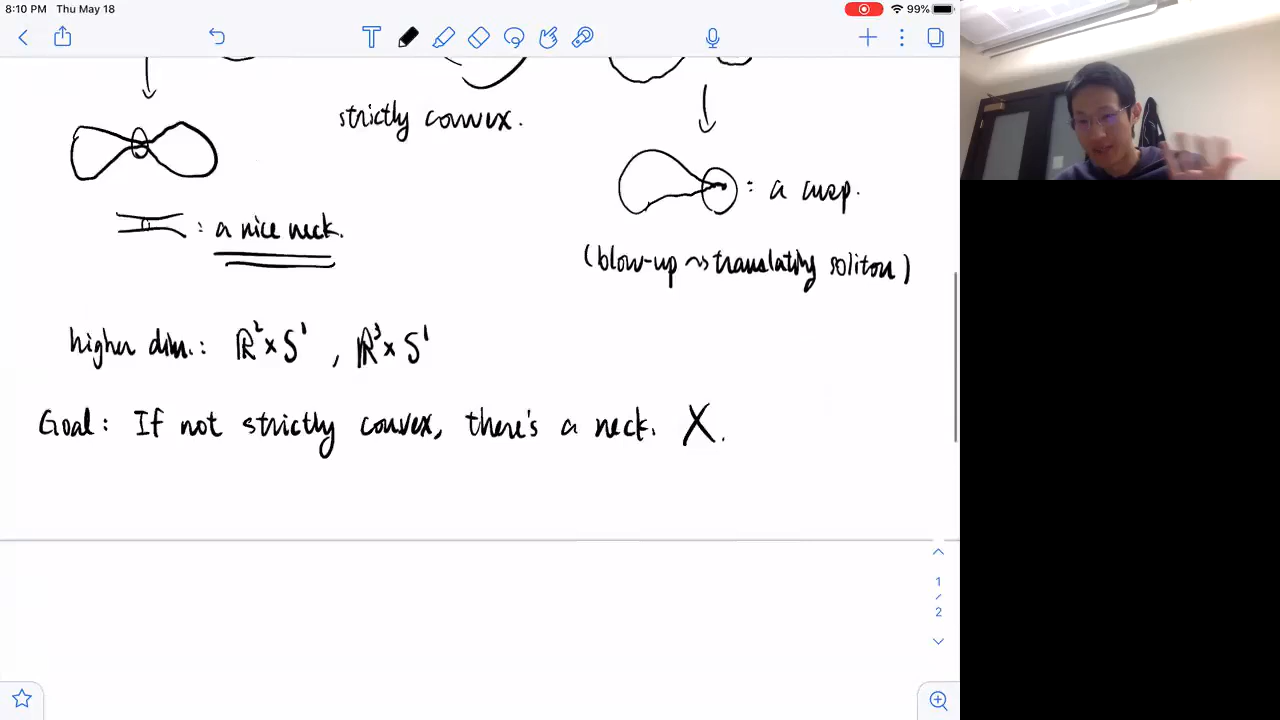 8:10 PM Thu May 18
99%
T
strictly convex.
: a cusp.
: a nice neck.
(blow-up ⇝ translating soliton)
higher dim.: ℝ² × S¹ , ℝ³ × S¹
Goal: If not strictly convex, there's a neck. X.
1
/
2